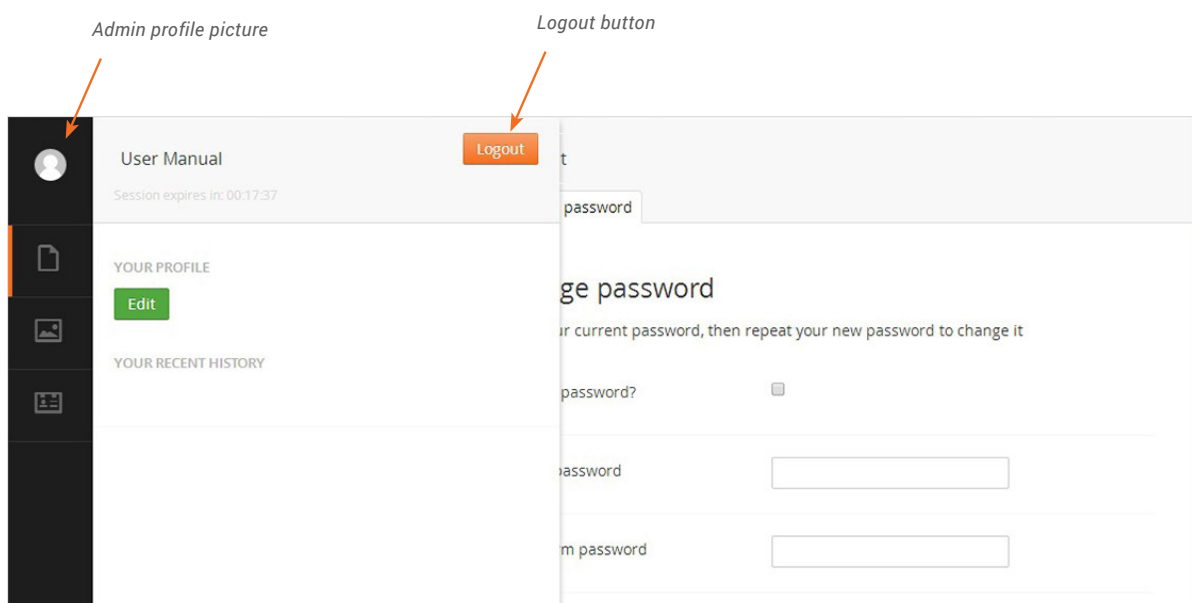 Admin profile picture
Logout button
User Manual
Logout
Session expires in: 00:17:37
t
password
YOUR PROFILE
Edit
YOUR RECENT HISTORY
ge password
ur current password, then repeat your new password to change it
password?
password
rm password